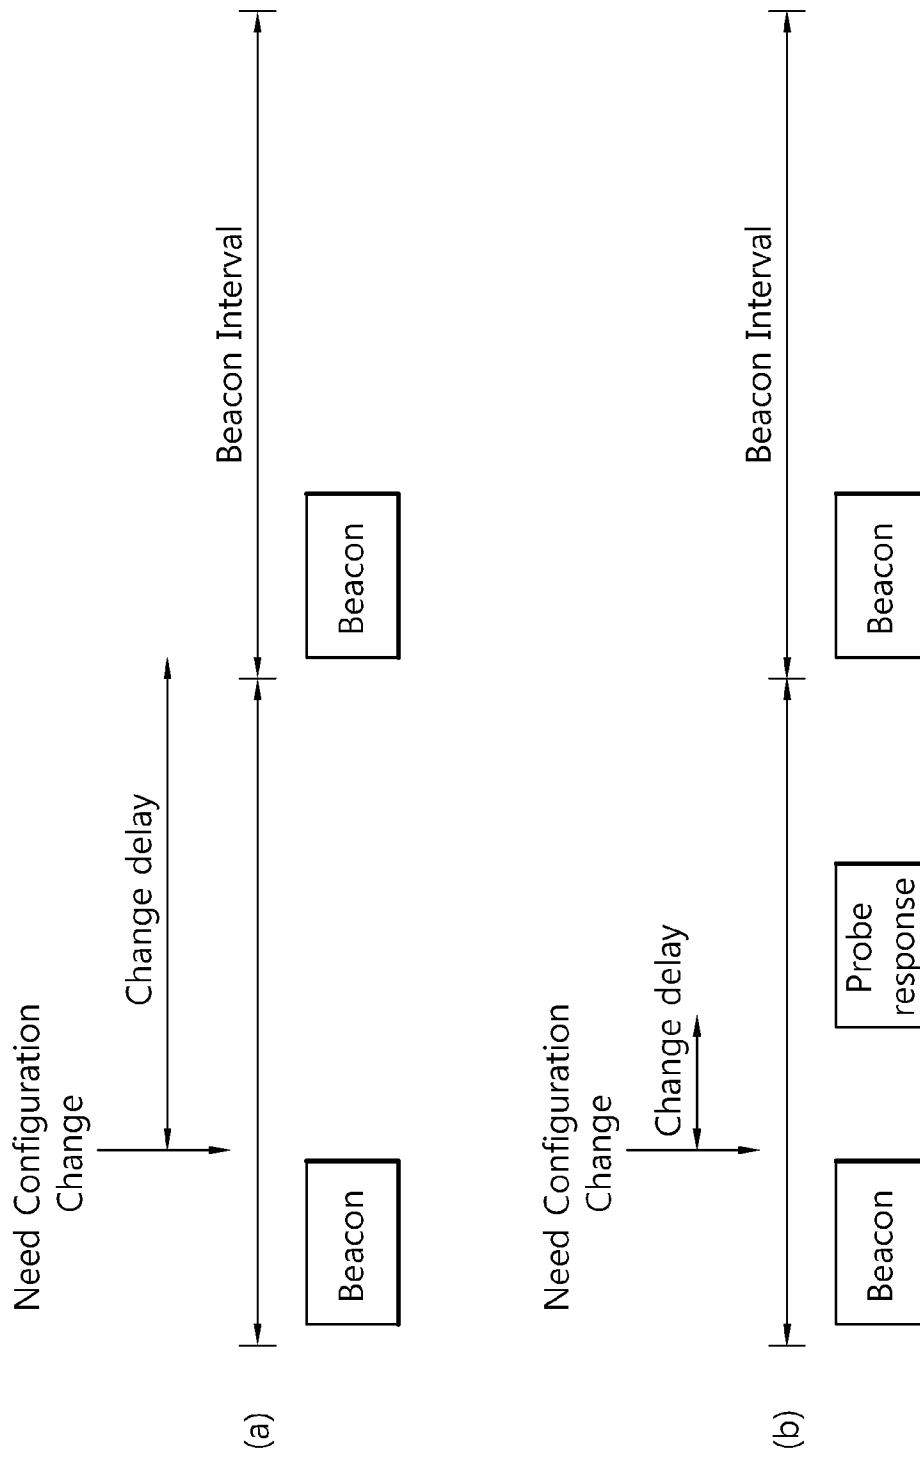 Need Configuration
Change
Change delay
Beacon Interval
Beacon
Beacon
(a)
Need Configuration
Change
Change delay
Beacon Interval
Beacon
Probe
response
Beacon
(b)